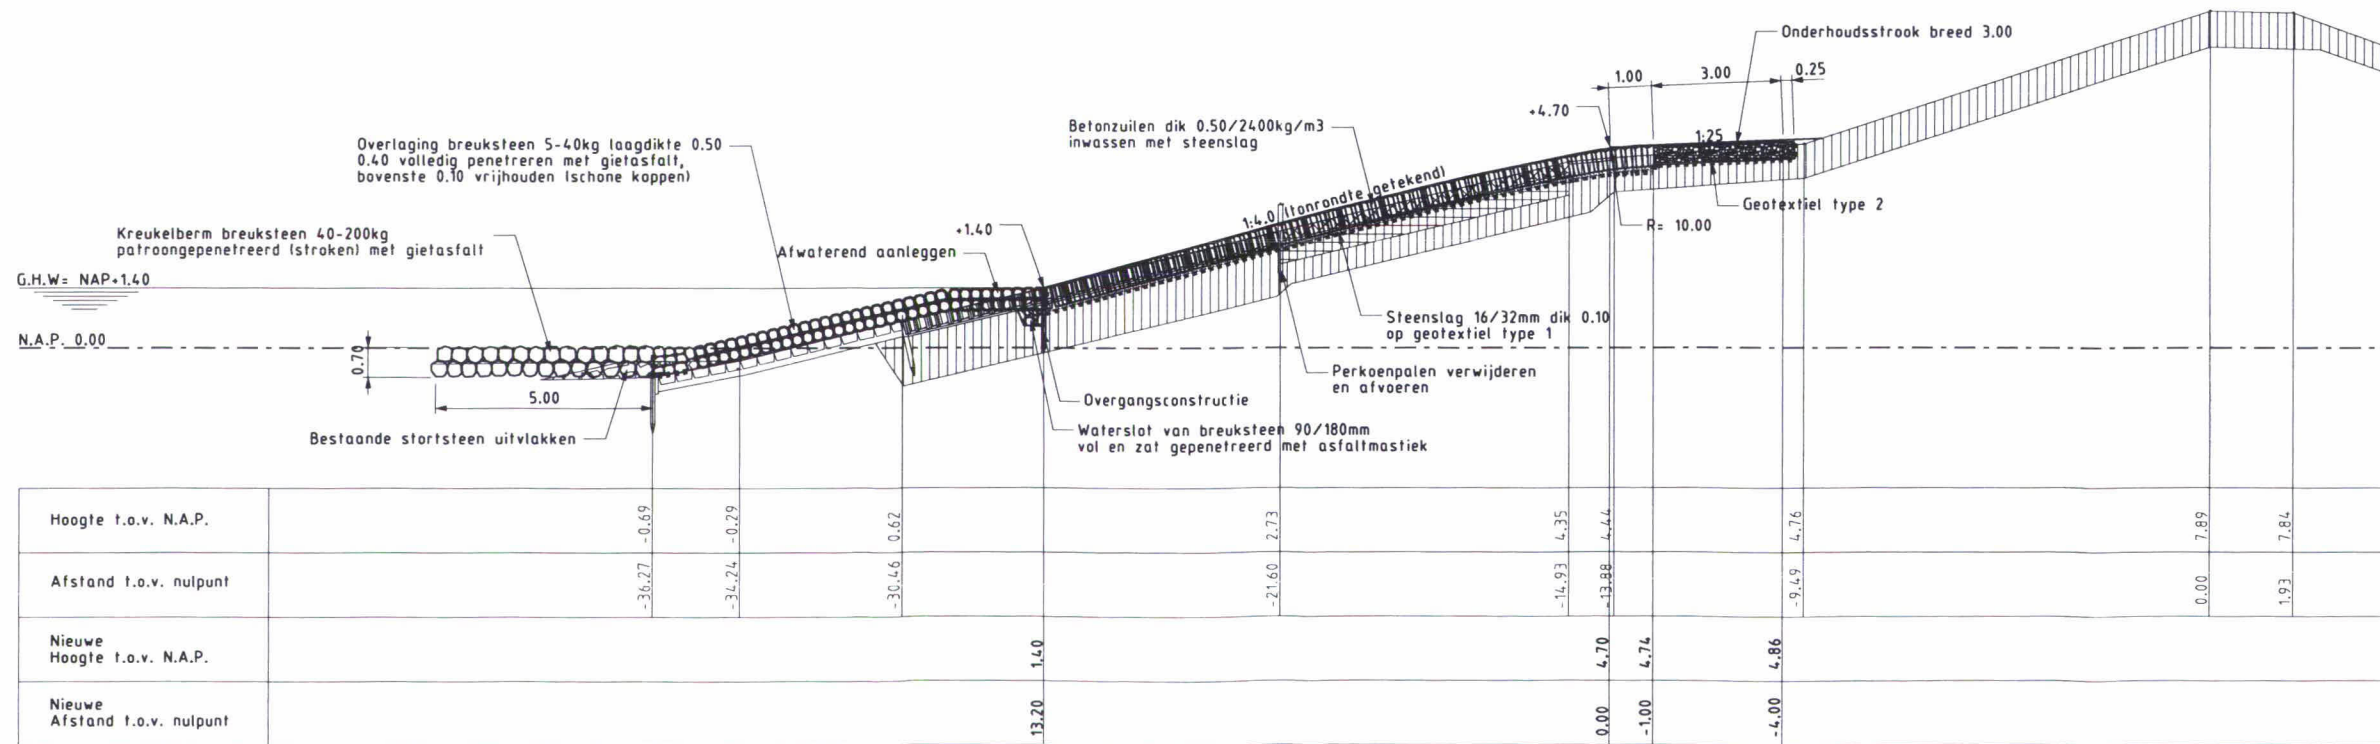 Onderhoudsstrook breed 3.00
1.00
3.00
0.25
+4.70
Betonzuilen dik 0.50/2400kg/m3
inwassen met steenslag
1:25
Overlaging breuksteen 5-40kg laagdikte 0.50
0.40 volledig penetreren met gietasfalt,
bovenste 0.10 vrijhouden (schone koppen)
1:4.0 (tonrondte getekend)
Geotextiel type 2
R= 10.00
Kreukelberm breuksteen 40-200kg
patroongepenetreerd (stroken) met gietasfalt
+1.40
Afwaterend aanleggen
G.H.W= NAP+1.40
Steenslag 16/32mm dik 0.10
op geotextiel type 1
N.A.P. 0.00
0.70
Perkoenpalen verwijderen
en afvoeren
5.00
Overgangsconstructie
Bestaande stortsteen uitvlakken
Waterslot van breuksteen 90/180mm
vol en zat gepenetreerd met asfaltmastiek
Hoogte t.o.v. N.A.P.
-0.69
-0.29
0.62
2.73
4.35
4.44
4.76
7.89
7.84
Afstand t.o.v. nulpunt
-36.27
-34.24
-30.46
-21.60
-14.93
-13.88
-9.49
0.00
1.93
Nieuwe
Hoogte t.o.v. N.A.P.
1.40
4.70
4.74
4.86
Nieuwe
Afstand t.o.v. nulpunt
13.20
0.00
-1.00
-4.00